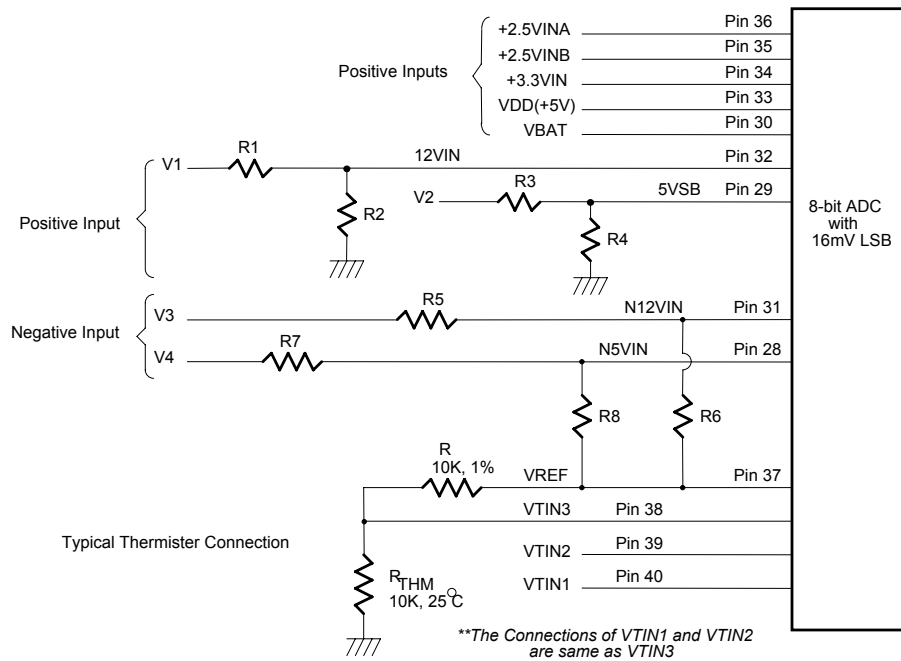 Positive Inputs
+2.5VINA Pin 36
+2.5VINB Pin 35
+3.3VIN Pin 34
VDD(+5V) Pin 33
VBAT Pin 30
Positive Input
V1 R1 12VIN Pin 32
R2
V2 R3 5VSB Pin 29
R4
8-bit ADC
with
16mV LSB
Negative Input
V3 R5 N12VIN Pin 31
V4 R7 N5VIN Pin 28
R8 R6
R
10K, 1%
VREF Pin 37
VTIN3 Pin 38
Typical Thermister Connection
VTIN2 Pin 39
VTIN1 Pin 40
R THM
10K, 25°C
**The Connections of VTIN1 and VTIN2
are same as VTIN3